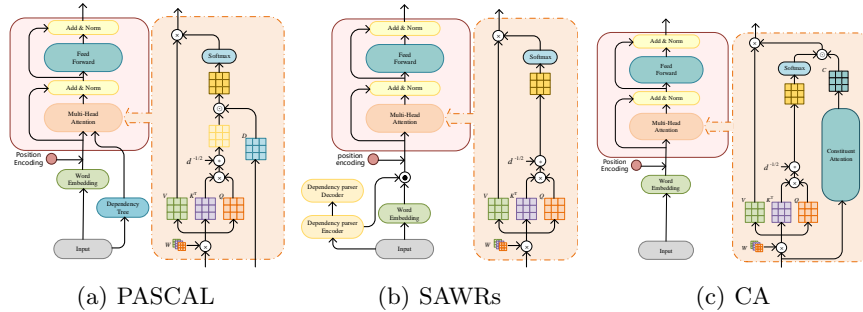 Add & Norm
Feed
Forward
Add & Norm
Multi-Head
Attention
Position
Encoding
Word
Embedding
Dependency
Tree
Input
Softmax
D
d^{-1/2}
V
K^T
Q
W
(a) PASCAL
Add & Norm
Feed
Forward
Add & Norm
Multi-Head
Attention
position
encoding
Dependency parser
Decoder
Dependency parser
Encoder
Word
Embedding
Input
Softmax
d^{-1/2}
V
K^T
Q
W
(b) SAWRs
Add & Norm
Feed
Forward
Add & Norm
Multi-Head
Attention
Position
encoding
Word
Embedding
Input
Softmax
C
Constituent
Attention
d^{-1/2}
V
K^T
Q
W
(c) CA